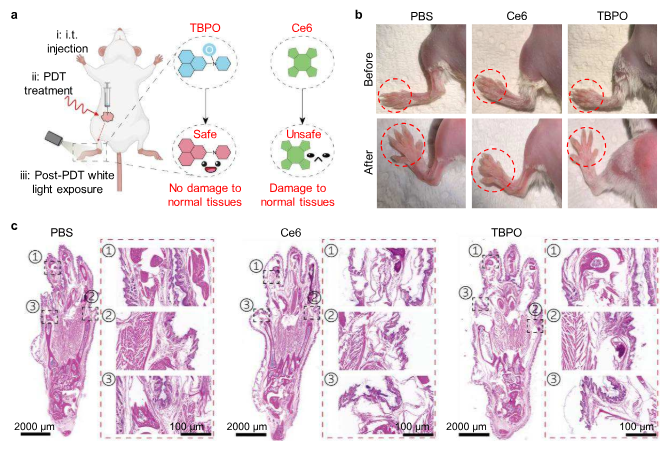 a
i: i.t.
injection
ii: PDT
treatment
iii: Post-PDT white
light exposure
TBPO
Safe
No damage to
normal tissues
Ce6
Unsafe
Damage to
normal tissues
b
PBS
Ce6
TBPO
Before
After
c
PBS
①
②
③
①
②
③
2000 μm
100 μm
Ce6
①
②
③
①
②
③
2000 μm
100 μm
TBPO
①
②
③
①
②
③
2000 μm
100 μm